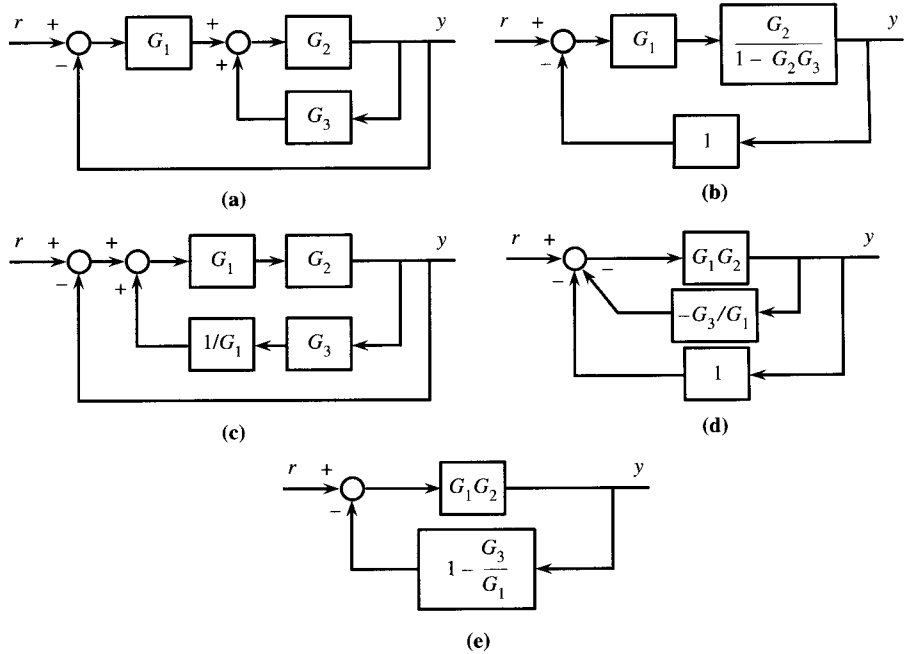 r + + + y
G1 G2
− +
G3
(a)
r + y
G1 G2
1 − G2G3
−
1
(b)
r + + y
G1 G2
− +
1/G1 G3
(c)
r + y
− G1G2
−
−G3/G1
1
(d)
r + y
G1G2
−
G3
1 −
G1
(e)